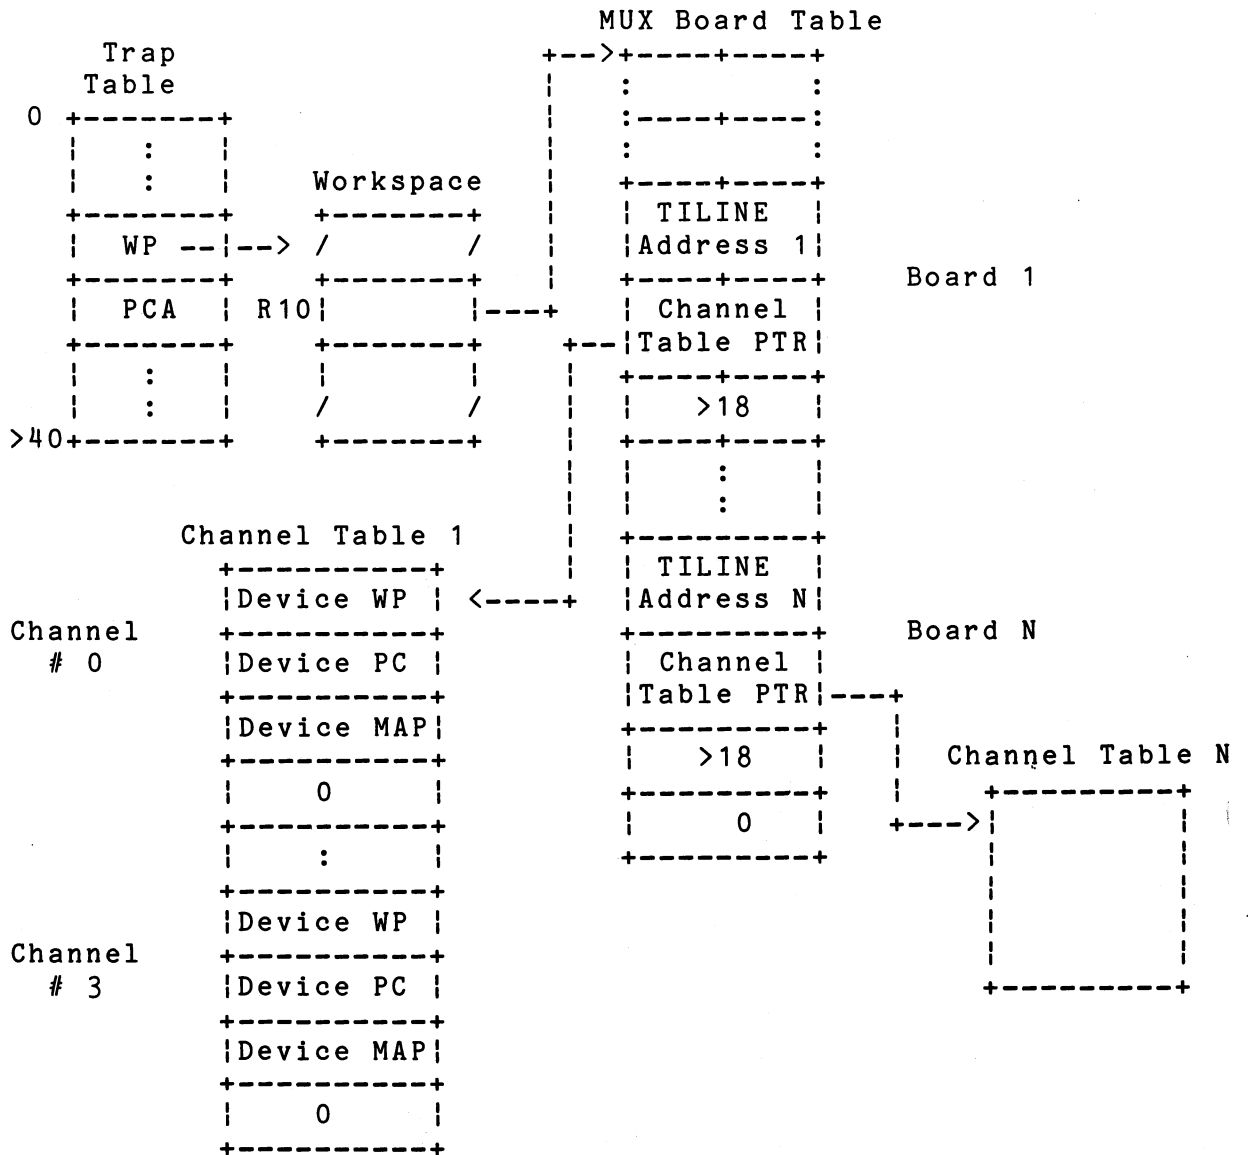 MUX Board Table
Trap
Table
0
:
:
Workspace
WP
PCA
R10
:
:
>40
:
:
:
:
TILINE
Address 1
Board 1
Channel
Table PTR
>18
:
:
TILINE
Address N
Board N
Channel
Table PTR
>18
0
Channel Table 1
Device WP
Channel
# 0
Device PC
Device MAP
0
:
Device WP
Channel
# 3
Device PC
Device MAP
0
Channel Table N